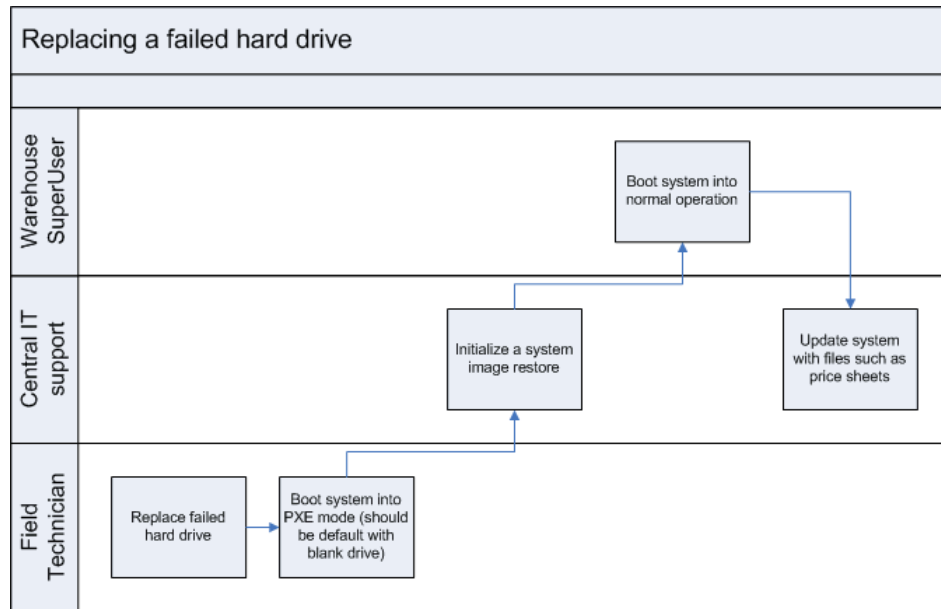 Replacing a failed hard drive
Warehouse
SuperUser
Boot system into
normal operation
Central IT
support
Initialize a system
image restore
Update system
with files such as
price sheets
Field
Technician
Replace failed
hard drive
Boot system into
PXE mode (should
be default with
blank drive)